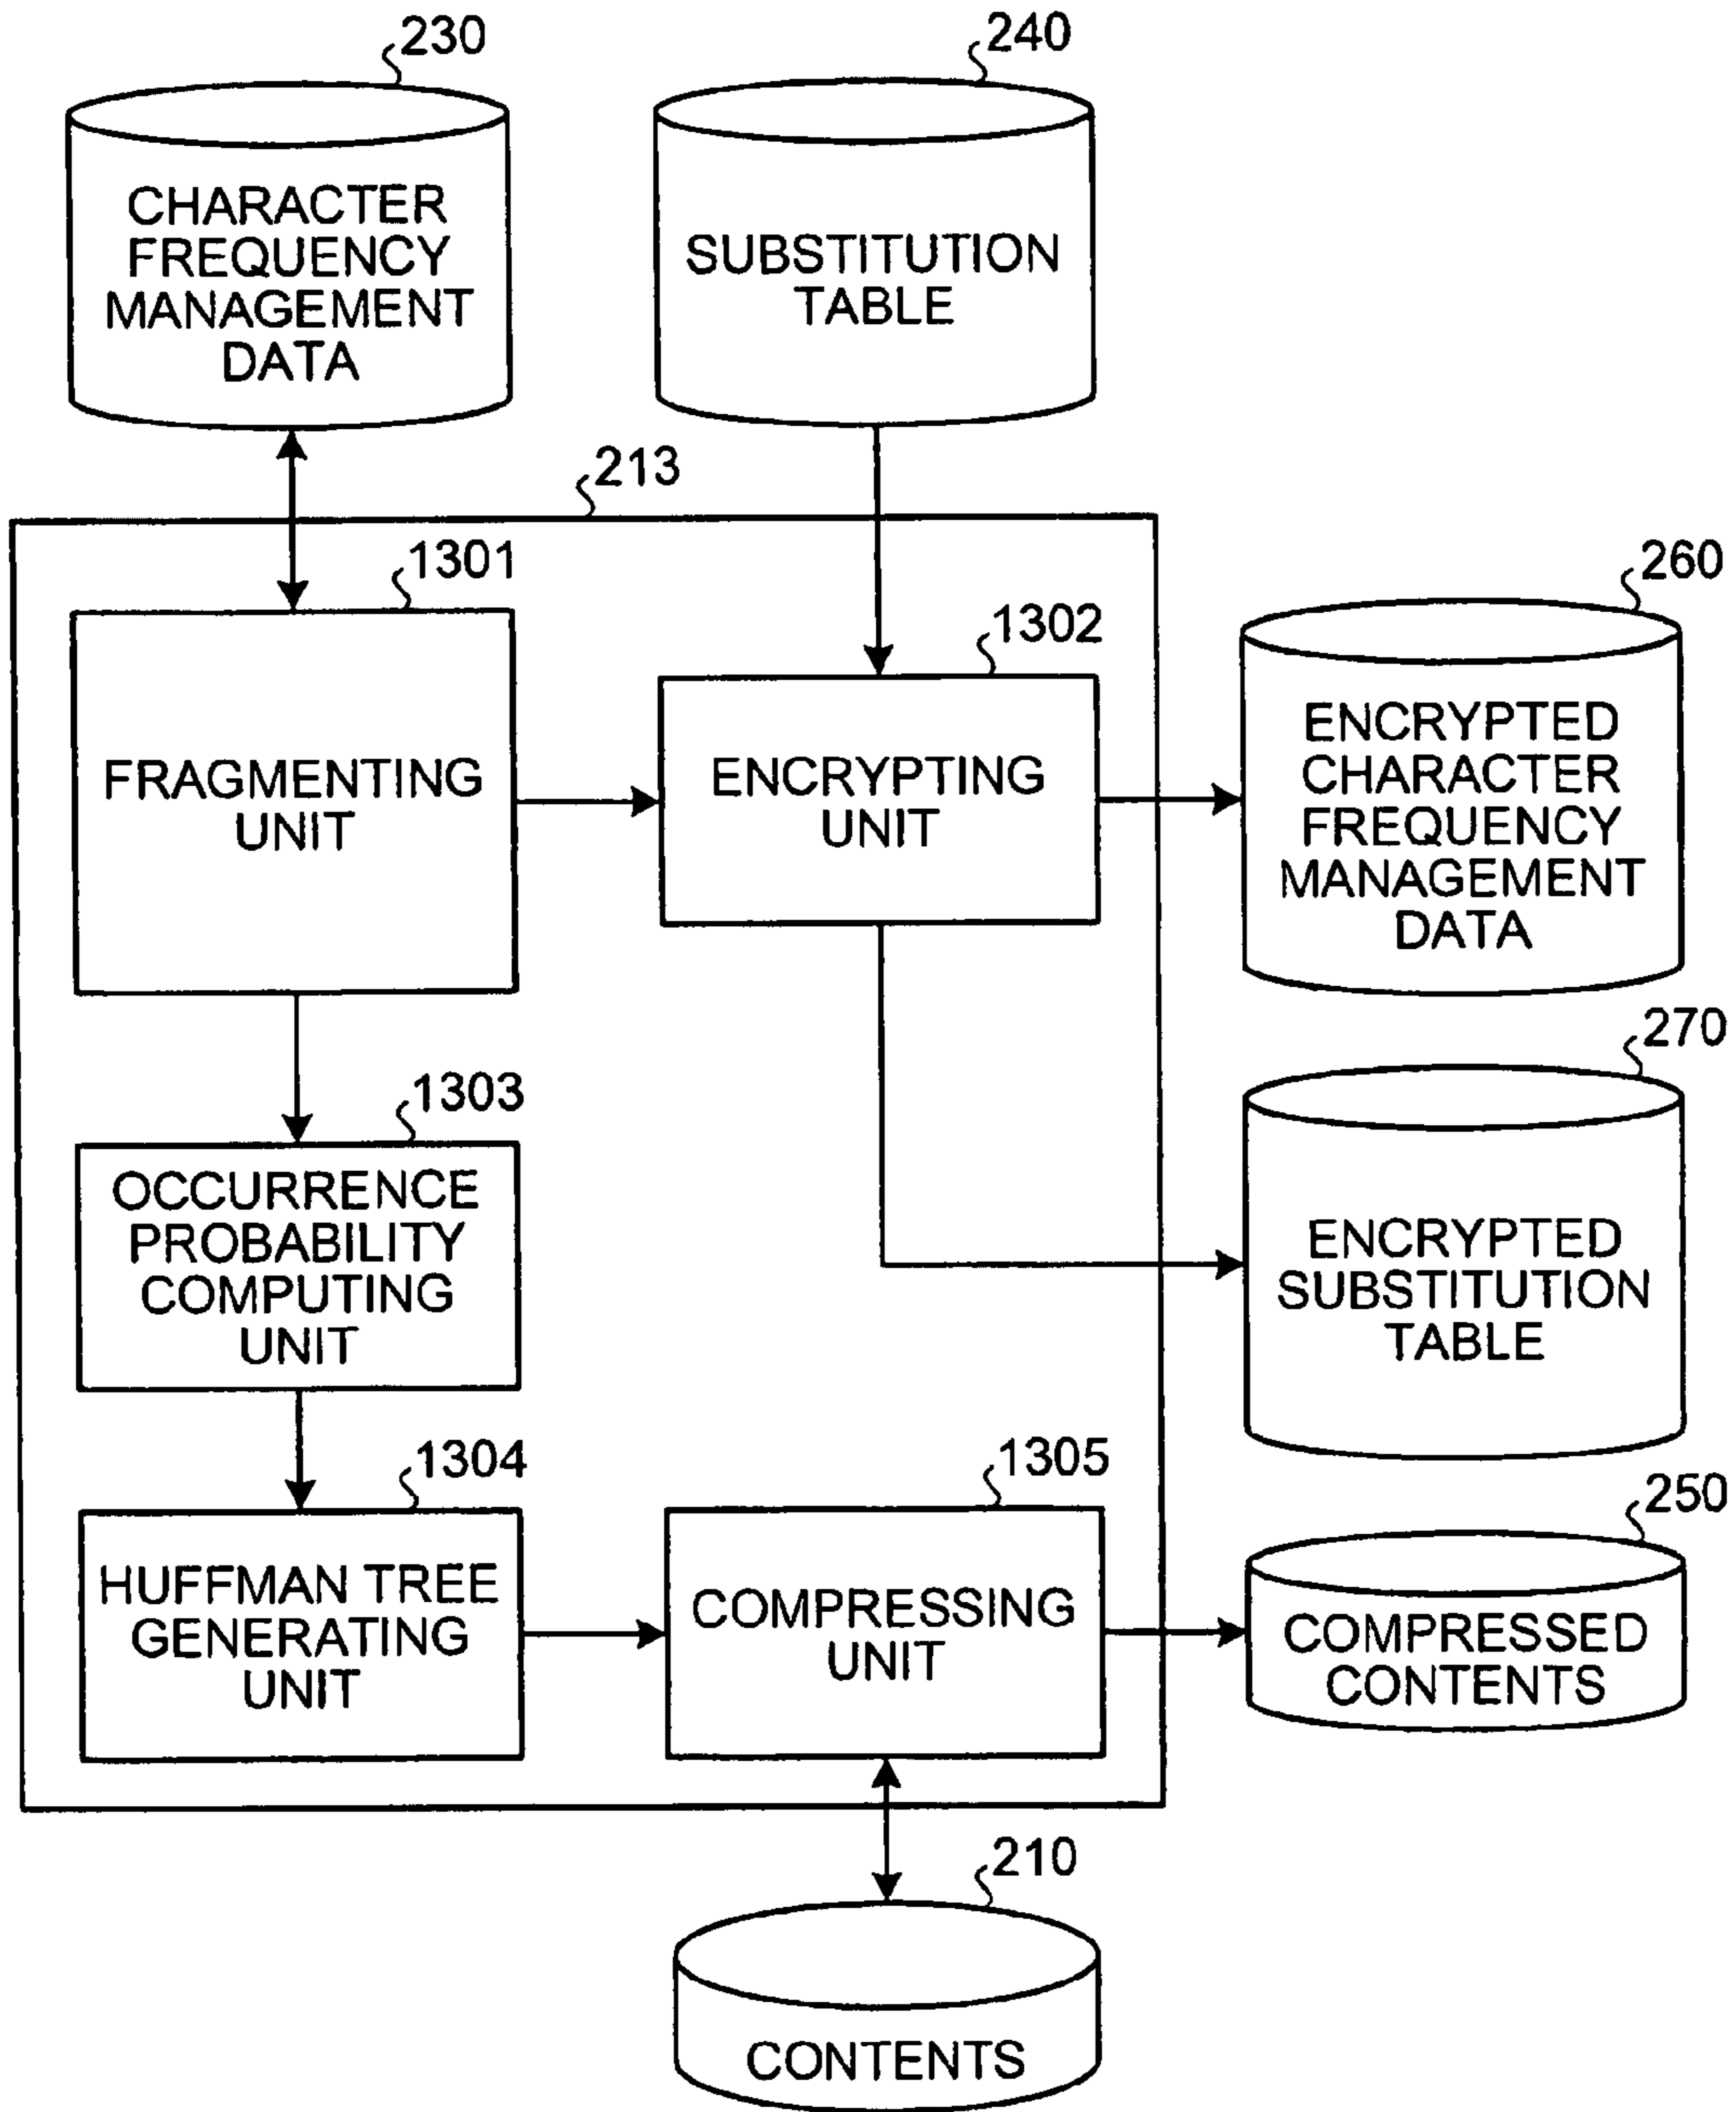 230
240
CHARACTER
FREQUENCY
MANAGEMENT
DATA
SUBSTITUTION
TABLE
213
1301
260
1302
FRAGMENTING
UNIT
ENCRYPTING
UNIT
ENCRYPTED
CHARACTER
FREQUENCY
MANAGEMENT
DATA
270
1303
OCCURRENCE
PROBABILITY
COMPUTING
UNIT
ENCRYPTED
SUBSTITUTION
TABLE
1304
1305
250
HUFFMAN TREE
GENERATING
UNIT
COMPRESSING
UNIT
COMPRESSED
CONTENTS
210
CONTENTS